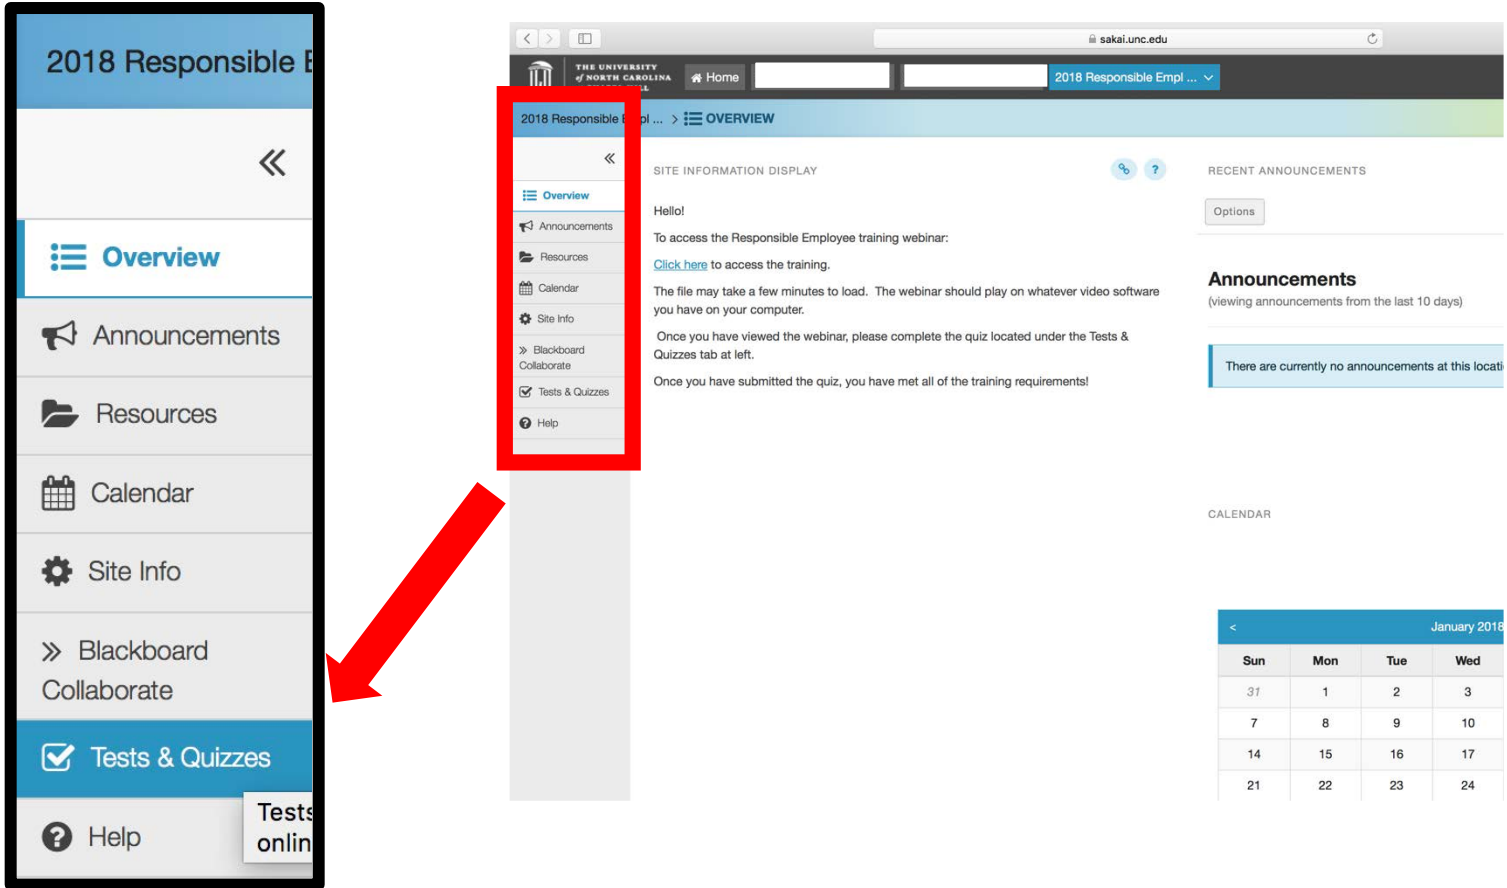 2018 Responsible E
Overview
Announcements
Resources
Calendar
Site Info
Blackboard
Collaborate
Tests & Quizzes
Tests
onlin
Help
sakai.unc.edu
THE UNIVERSITY
of NORTH CAROLINA
Home
2018 Responsible Empl ...
2018 Responsible Empl ... > OVERVIEW
Overview
Announcements
Resources
Calendar
Site Info
Blackboard
Collaborate
Tests & Quizzes
Help
SITE INFORMATION DISPLAY
?
Hello!
To access the Responsible Employee training webinar:
Click here to access the training.
The file may take a few minutes to load. The webinar should play on whatever video software
you have on your computer.
Once you have viewed the webinar, please complete the quiz located under the Tests &
Quizzes tab at left.
Once you have submitted the quiz, you have met all of the training requirements!
RECENT ANNOUNCEMENTS
Options
Announcements
(viewing announcements from the last 10 days)
There are currently no announcements at this locati
CALENDAR
< January 2018
Sun Mon Tue Wed
31 1 2 3
7 8 9 10
14 15 16 17
21 22 23 24